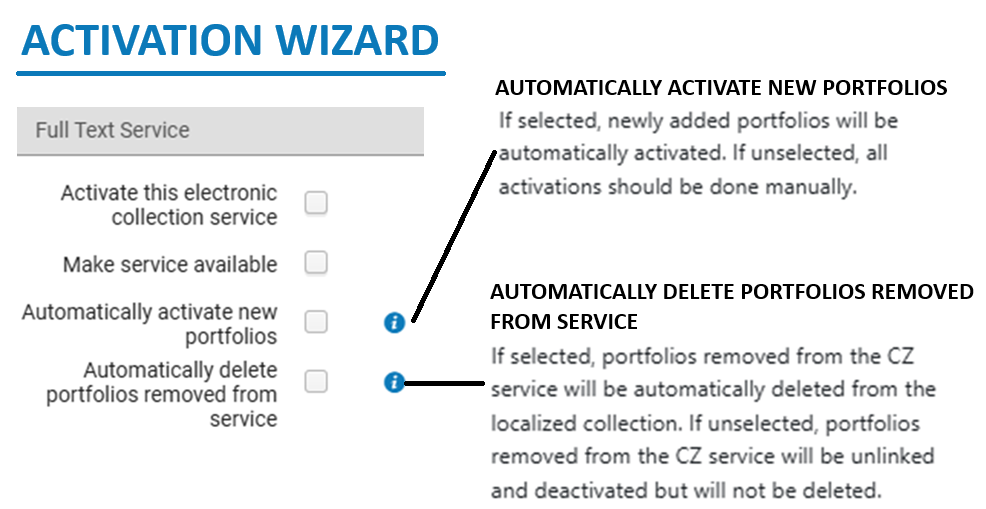 ACTIVATION WIZARD
Full Text Service
Activate this electronic
collection service
Make service available
Automatically activate new
portfolios
Automatically delete
portfolios removed from
service
AUTOMATICALLY ACTIVATE NEW PORTFOLIOS
If selected, newly added portfolios will be
automatically activated. If unselected, all
activations should be done manually.
AUTOMATICALLY DELETE PORTFOLIOS REMOVED
FROM SERVICE
If selected, portfolios removed from the CZ
service will be automatically deleted from the
localized collection. If unselected, portfolios
removed from the CZ service will be unlinked
and deactivated but will not be deleted.